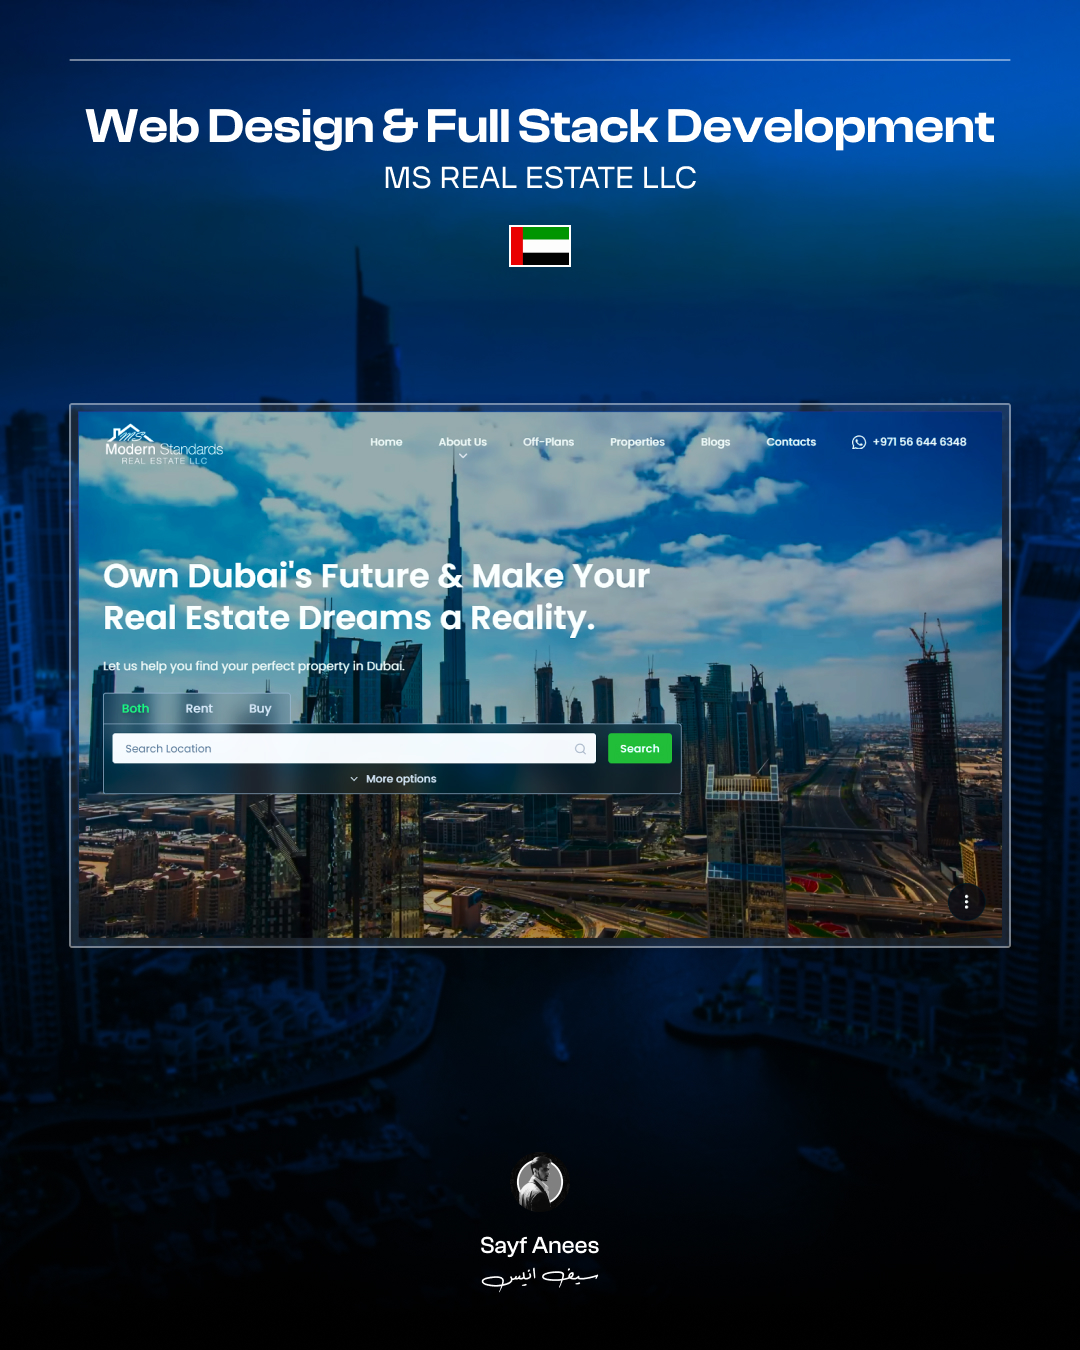 Web Design & Full Stack Development
MS REAL ESTATE LLC
MS
Modern Standards
REAL ESTATE LLC
Home
About Us
Off-Plans
Properties
Blogs
Contacts
+971 56 644 6348
Own Dubai's Future & Make Your
Real Estate Dreams a Reality.
Let us help you find your perfect property in Dubai.
Both
Rent
Buy
Search Location
Search
More options
Sayf Anees
سيف انيس